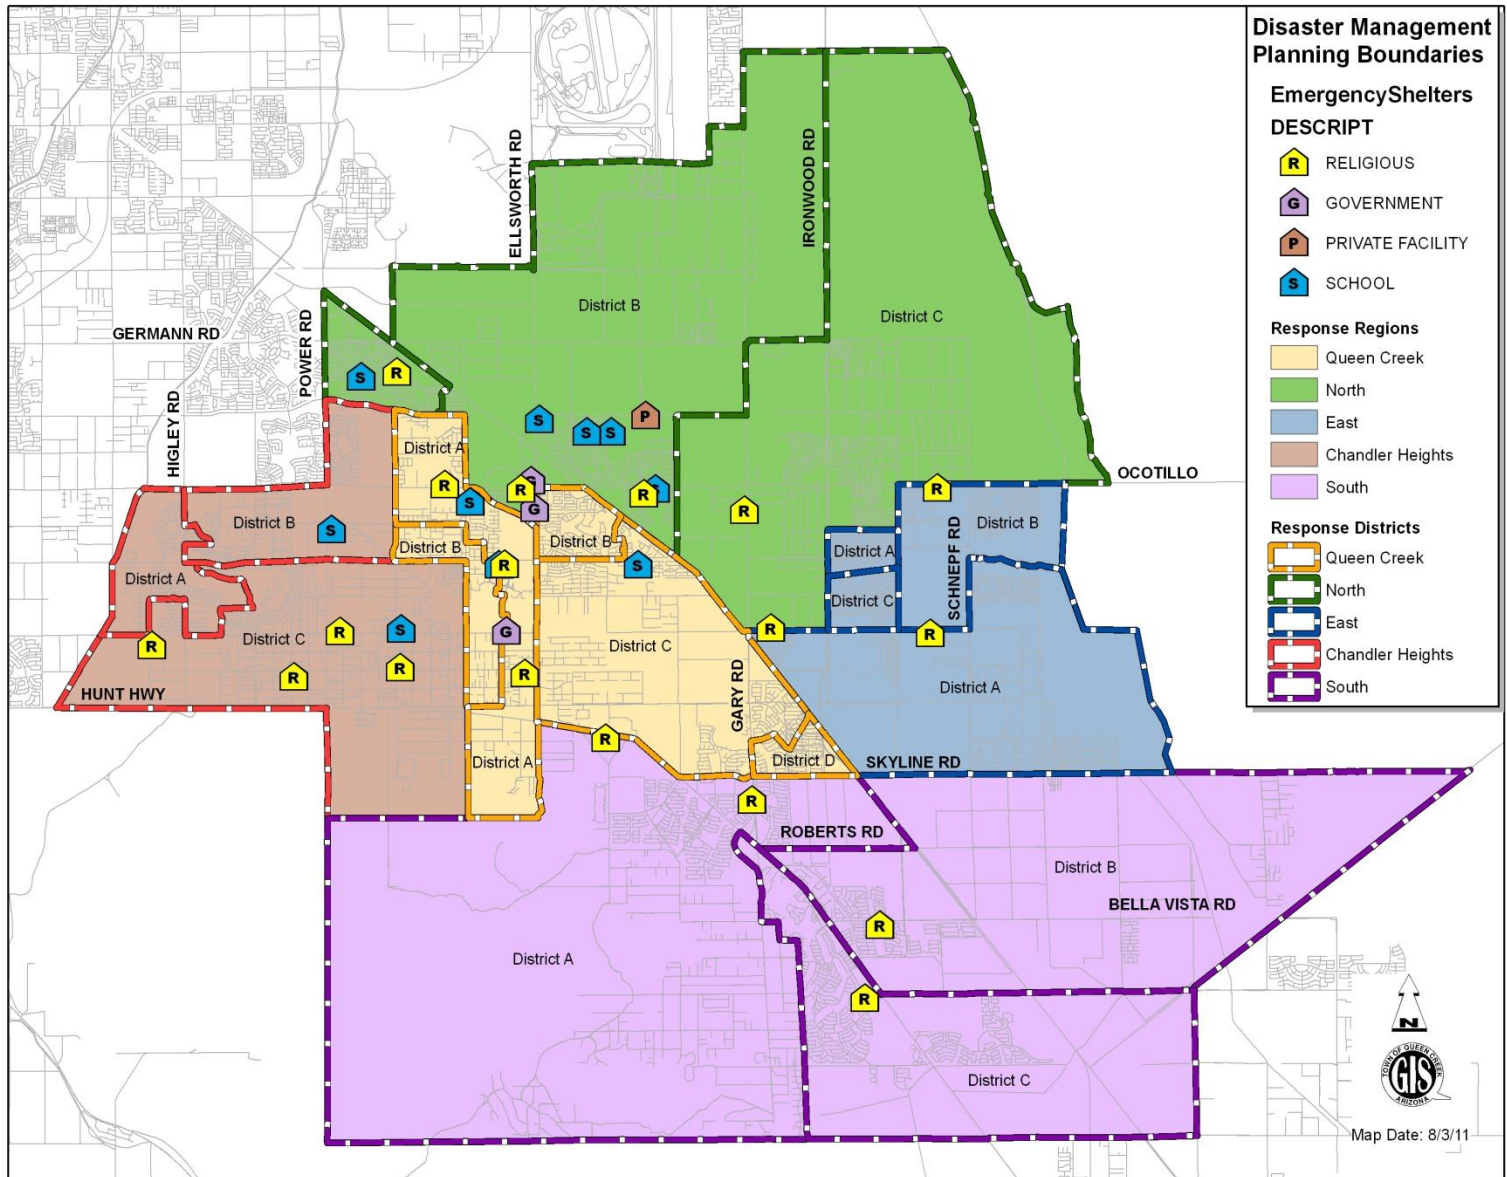 Disaster Management
Planning Boundaries
EmergencyShelters
DESCRIPT
R RELIGIOUS
G GOVERNMENT
P PRIVATE FACILITY
S SCHOOL
Response Regions
Queen Creek
North
East
Chandler Heights
South
Response Districts
Queen Creek
North
East
Chandler Heights
South
ELLSWORTH RD
IRONWOOD RD
District B
District C
GERMANN RD
POWER RD
HIGLEY RD
S
R
S
S
S
P
District A
OCOTILLO
R
S
R
G
G
R
S
R
R
District B
S
District B
District B
District A
District B
SCHNEPF RD
R
S
District A
District C
District A
District C
R
S
R
G
R
R
R
District C
R
R
R
GARY RD
District A
HUNT HWY
R
District A
District D
SKYLINE RD
R
ROBERTS RD
District B
BELLA VISTA RD
R
District A
R
District C
N
TOWN OF QUEEN CREEK
GIS
ARIZONA
Map Date: 8/3/11